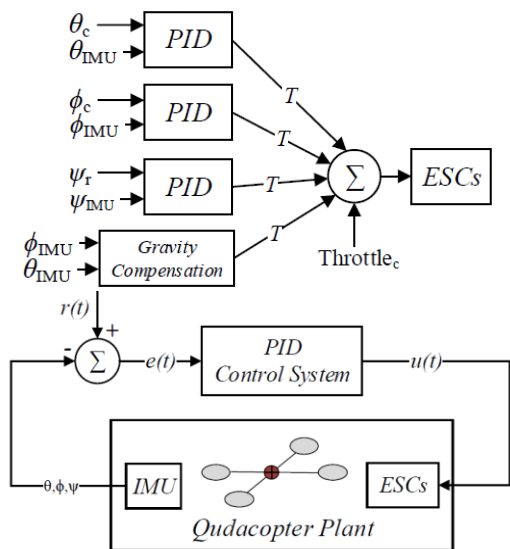 θc
θIMU
PID
T
ϕc
ϕIMU
PID
T
ψr
ψIMU
PID
T
Σ
ESCs
ϕIMU
θIMU
Gravity
Compensation
T
Throttlec
r(t)
+
-
Σ
e(t)
PID
Control System
u(t)
θ,ϕ,ψ
IMU
ESCs
Qudacopter Plant